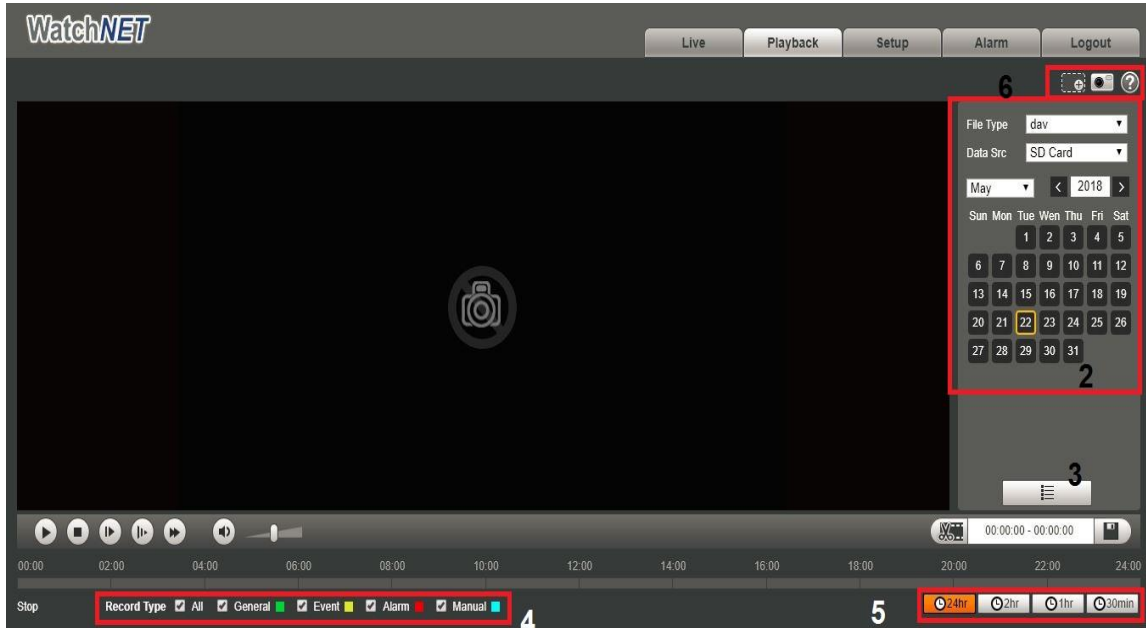 WatchNET
Live Playback Setup Alarm Logout
6 ?
File Type dav
Data Src SD Card
May < 2018 >
Sun Mon Tue Wen Thu Fri Sat
1 2 3 4 5
6 7 8 9 10 11 12
13 14 15 16 17 18 19
20 21 22 23 24 25 26
27 28 29 30 31
2
3
00:00:00 - 00:00:00
00:00 02:00 04:00 06:00 08:00 10:00 12:00 14:00 16:00 18:00 20:00 22:00 24:00
Stop Record Type All General Event Alarm Manual 4 5 24hr 2hr 1hr 30min